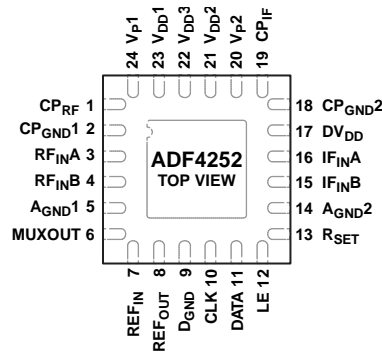 24 VP1
23 VDD1
22 VDD3
21 VDD2
20 VP2
19 CPIF
CPRF 1
CPGND1 2
RFINA 3
RFINB 4
AGND1 5
MUXOUT 6
ADF4252
TOP VIEW
18 CPGND2
17 DVDD
16 IFINA
15 IFINB
14 AGND2
13 RSET
REFIN 7
REFOUT 8
DGND 9
CLK 10
DATA 11
LE 12